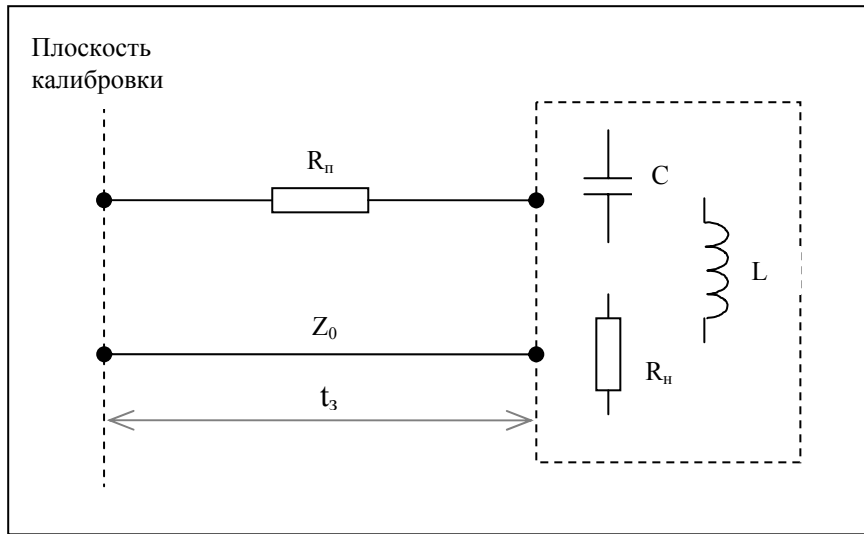 Плоскость
калибровки
Rп
C
L
Z0
Rн
tз